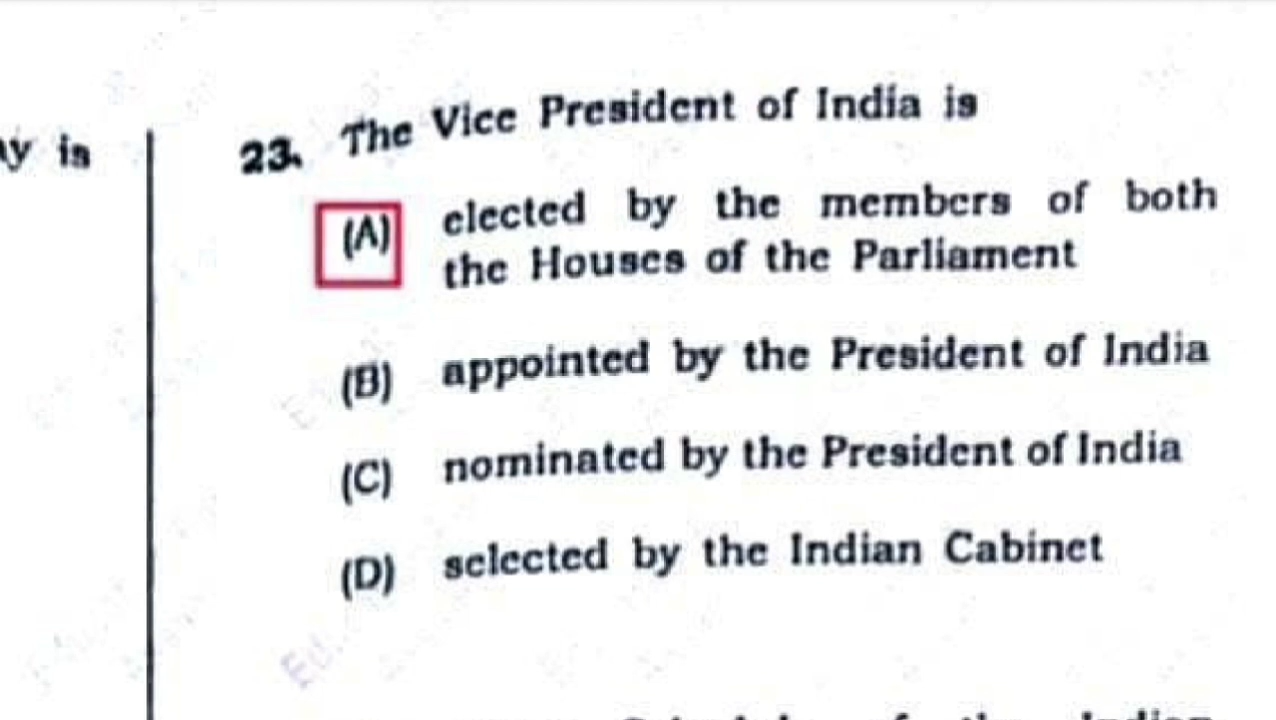 y is
23. The Vice President of India is
(A) elected by the members of both
the Houses of the Parliament
(B) appointed by the President of India
(C) nominated by the President of India
(D) selected by the Indian Cabinet